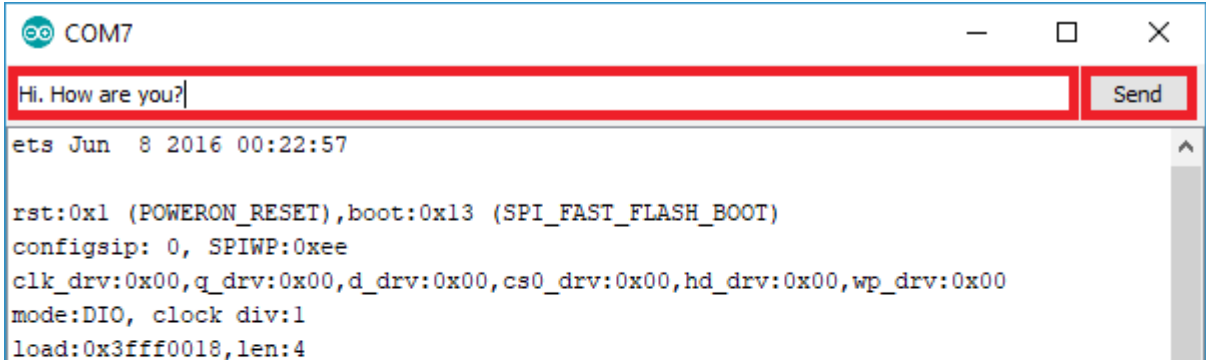 COM7
Hi. How are you?
Send
ets Jun  8 2016 00:22:57
rst:0x1 (POWERON_RESET),boot:0x13 (SPI_FAST_FLASH_BOOT)
configsip: 0, SPIWP:0xee
clk_drv:0x00,q_drv:0x00,d_drv:0x00,cs0_drv:0x00,hd_drv:0x00,wp_drv:0x00
mode:DIO, clock div:1
load:0x3fff0018,len:4